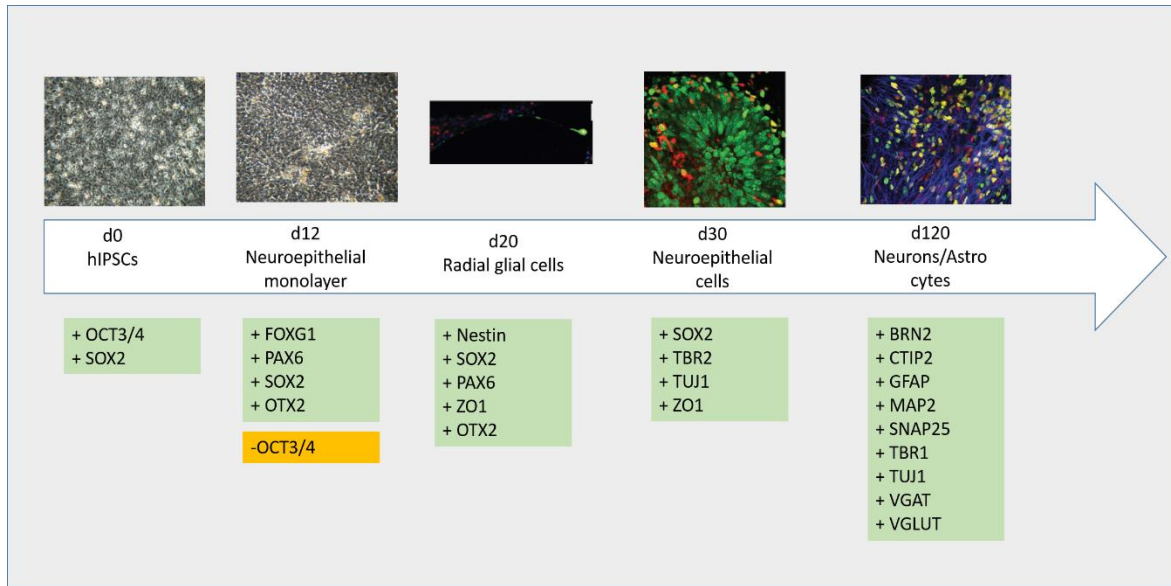 d0
hIPSCs
d12
Neuroepithelial
monolayer
d20
Radial glial cells
d30
Neuroepithelial
cells
d120
Neurons/Astro
cytes
+ OCT3/4
+ SOX2
+ FOXG1
+ PAX6
+ SOX2
+ OTX2
-OCT3/4
+ Nestin
+ SOX2
+ PAX6
+ ZO1
+ OTX2
+ SOX2
+ TBR2
+ TUJ1
+ ZO1
+ BRN2
+ CTIP2
+ GFAP
+ MAP2
+ SNAP25
+ TBR1
+ TUJ1
+ VGAT
+ VGLUT